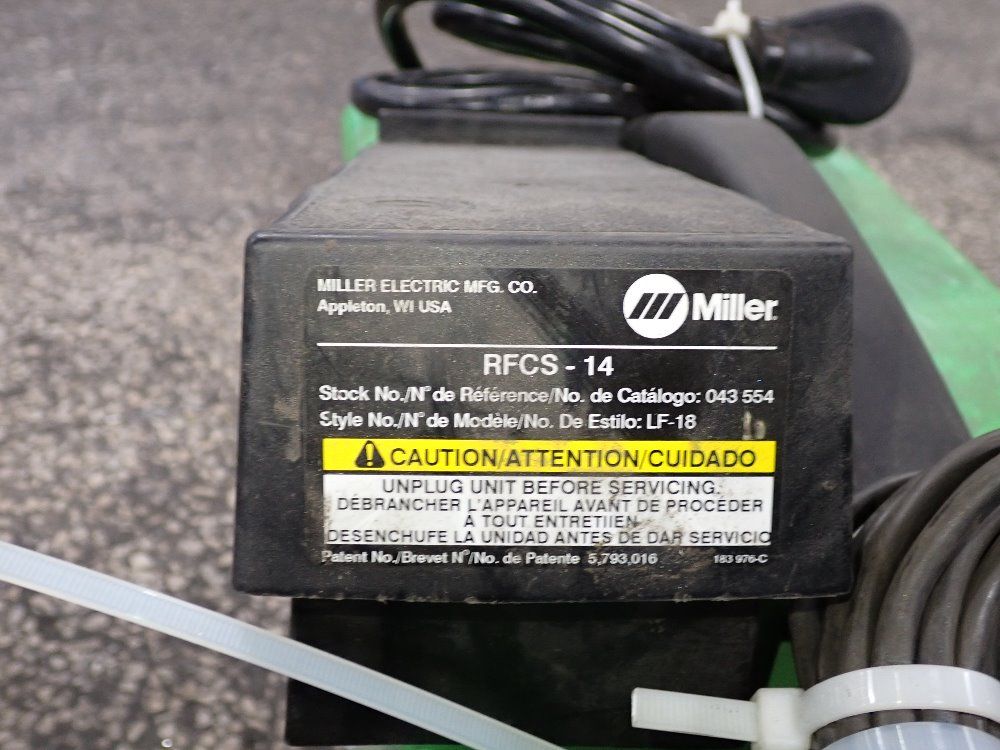 MILLER ELECTRIC MFG. CO.
Appleton, WI USA
Miller
RFCS - 14
Stock No./N° de Référence/No. de Catálogo: 043 554
Style No./N° de Modèle/No. De Estilo: LF-18
CAUTION/ATTENTION/CUIDADO
UNPLUG UNIT BEFORE SERVICING.
DÉBRANCHER L'APPAREIL AVANT DE PROCÉDER
À TOUT ENTRETIIEN
DESENCHUFE LA UNIDAD ANTES DE DAR SERVICIO
Patent No./Brevet N°/No. de Patente 5,793,016
183 976-C